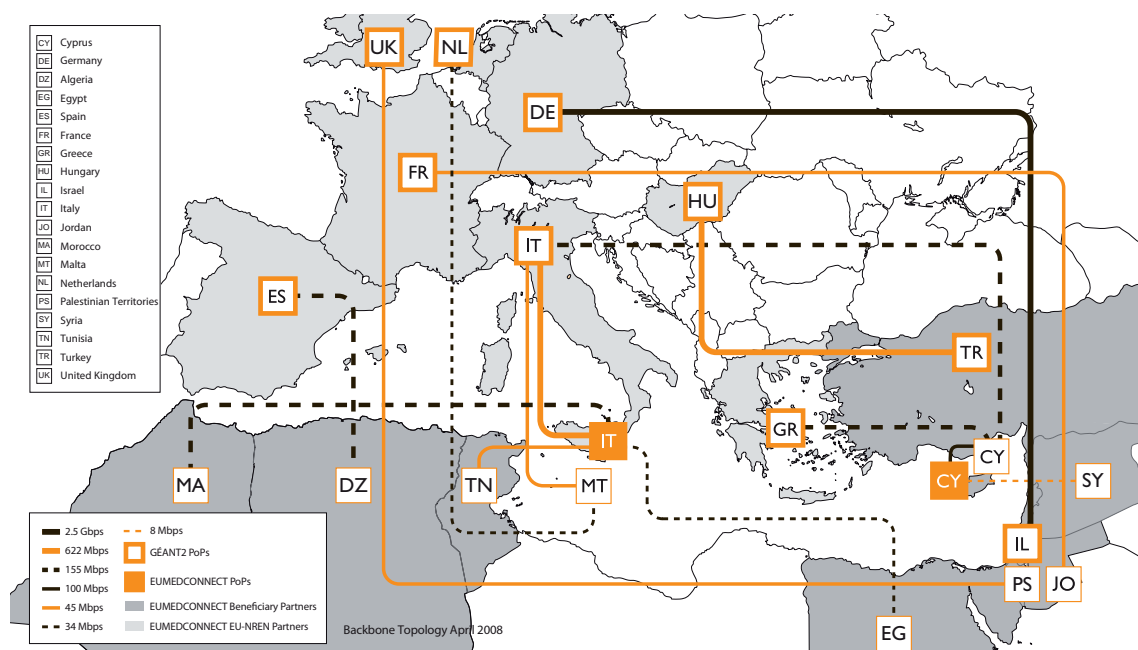 CY Cyprus
DE Germany
DZ Algeria
EG Egypt
ES Spain
FR France
GR Greece
HU Hungary
IL Israel
IT Italy
JO Jordan
MA Morocco
MT Malta
NL Netherlands
PS Palestinian Territories
SY Syria
TN Tunisia
TR Turkey
UK United Kingdom
UK
NL
DE
FR
HU
IT
ES
TR
GR
IT
CY
CY
SY
MA
DZ
TN
MT
IL
PS
JO
EG
2.5 Gbps
622 Mbps
155 Mbps
100 Mbps
45 Mbps
34 Mbps
8 Mbps
GÉANT2 PoPs
EUMEDCONNECT PoPs
EUMEDCONNECT Beneficiary Partners
EUMEDCONNECT EU-NREN Partners
Backbone Topology April 2008